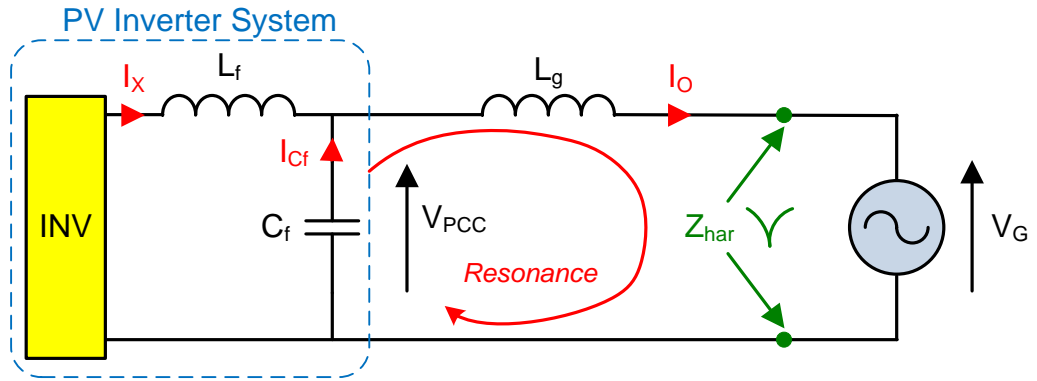 PV Inverter System
I_X
L_f
L_g
I_O
I_Cf
INV
C_f
V_PCC
Z_har
V_G
Resonance